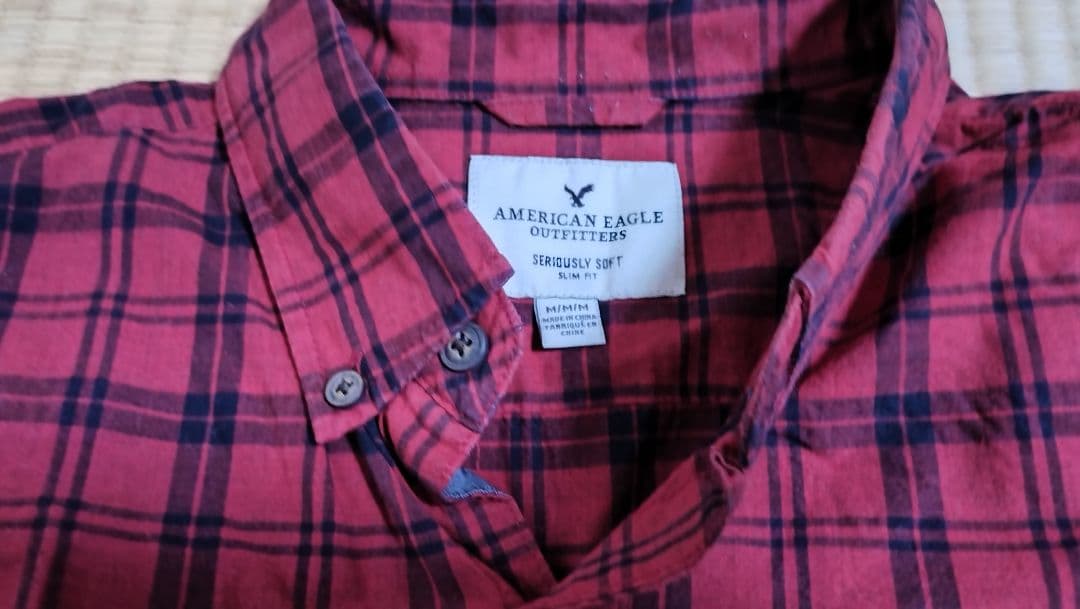 AMERICAN EAGLE
OUTFITTERS
SERIOUSLY SOFT
SLIM FIT
M/M/M
MADE IN CHINA
FABRIQUÉ EN
CHINE